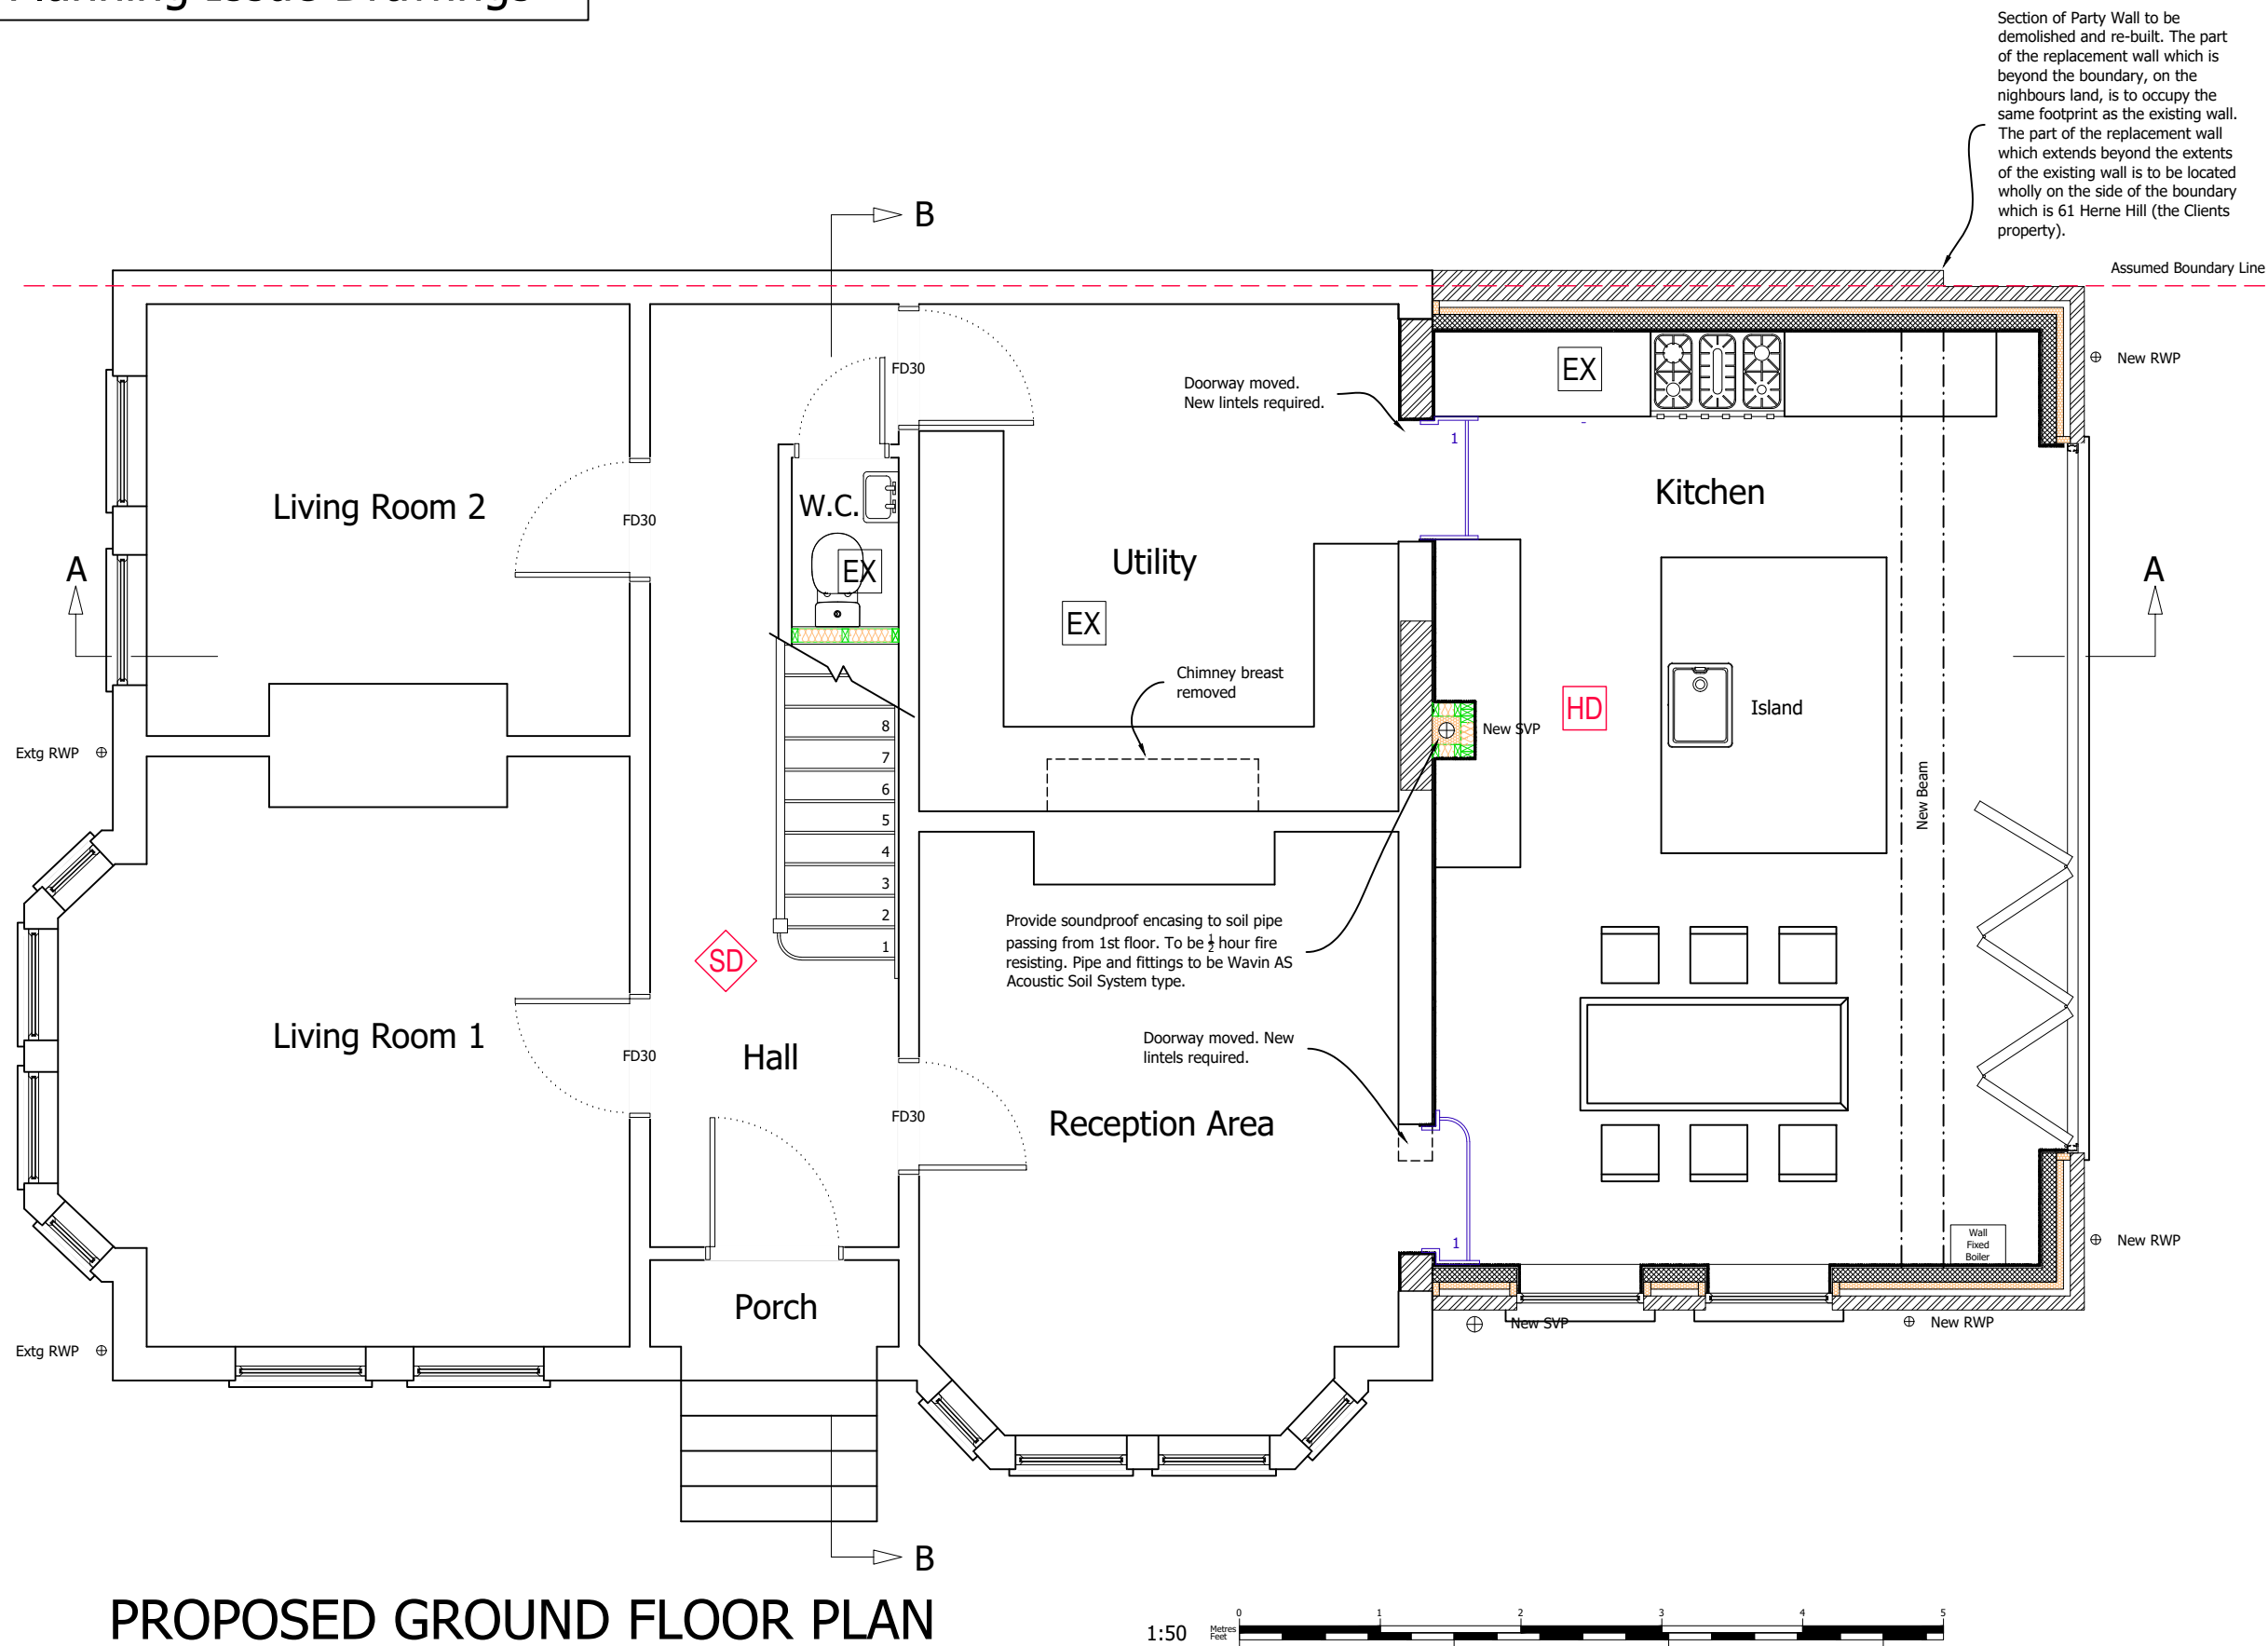 Planning Issue Drawings
Section of Party Wall to be
demolished and re-built. The part
of the replacement wall which is
beyond the boundary, on the
nighbours land, is to occupy the
same footprint as the existing wall.
The part of the replacement wall
which extends beyond the extents
of the existing wall is to be located
wholly on the side of the boundary
which is 61 Herne Hill (the Clients
property).
B
Assumed Boundary Line
New RWP
FD30
EX
Doorway moved.
New lintels required.
1
Kitchen
Living Room 2
W.C.
FD30
Utility
A
EX
A
EX
Chimney breast
removed
HD
Island
New SVP
Extg RWP
8
7
6
5
4
3
2
1
New Beam
Provide soundproof encasing to soil pipe
passing from 1st floor. To be ½ hour fire
resisting. Pipe and fittings to be Wavin AS
Acoustic Soil System type.
SD
Living Room 1
FD30
Hall
Doorway moved. New
lintels required.
FD30
Reception Area
1
Wall
Fixed
Boiler
New RWP
Porch
New SVP
New RWP
Extg RWP
B
PROPOSED GROUND FLOOR PLAN
1:50
Metres
Feet
0 1 2 3 4 5